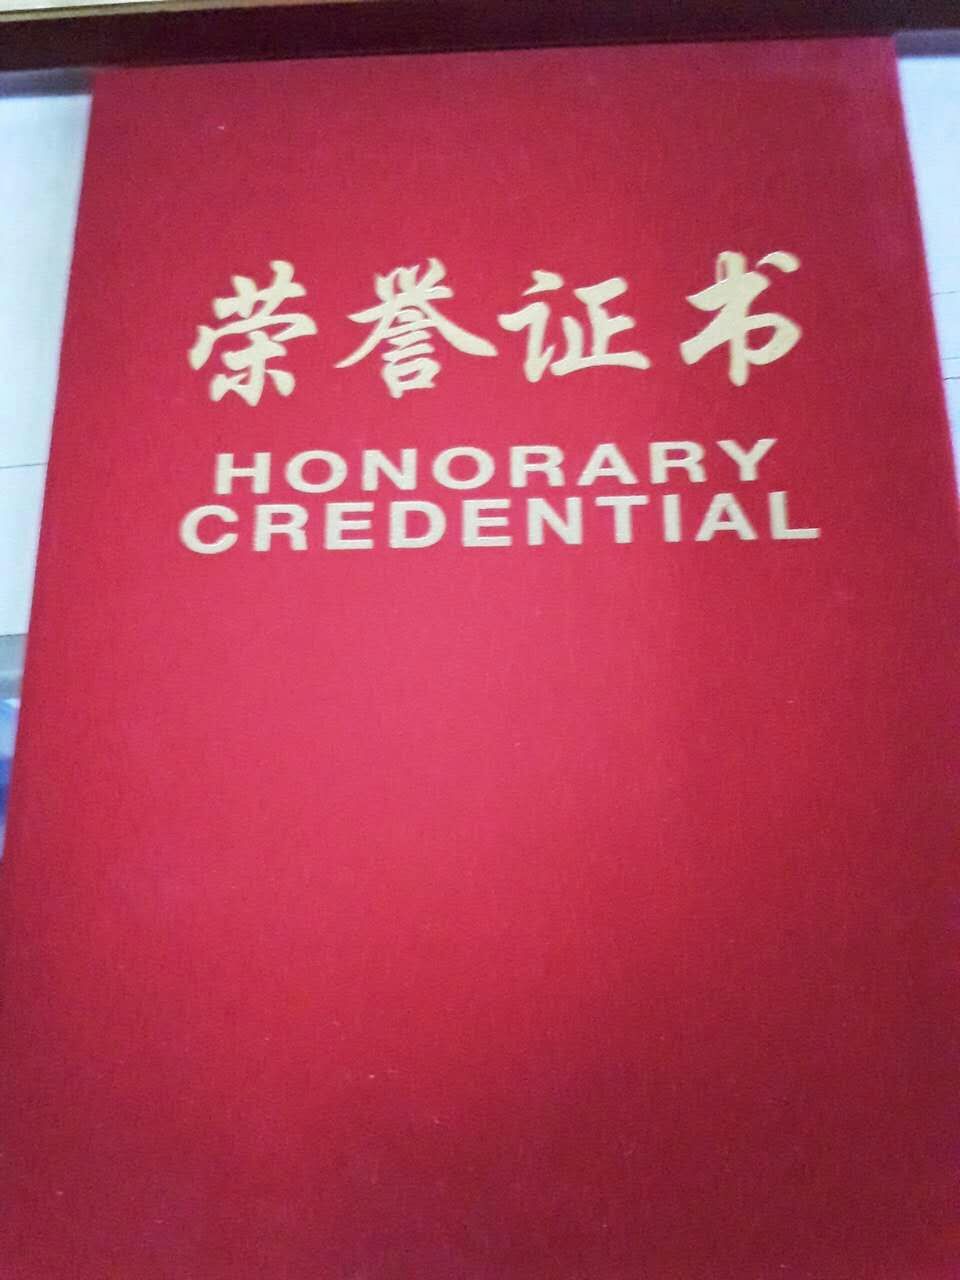 荣誉证书
HONORARY
CREDENTIAL